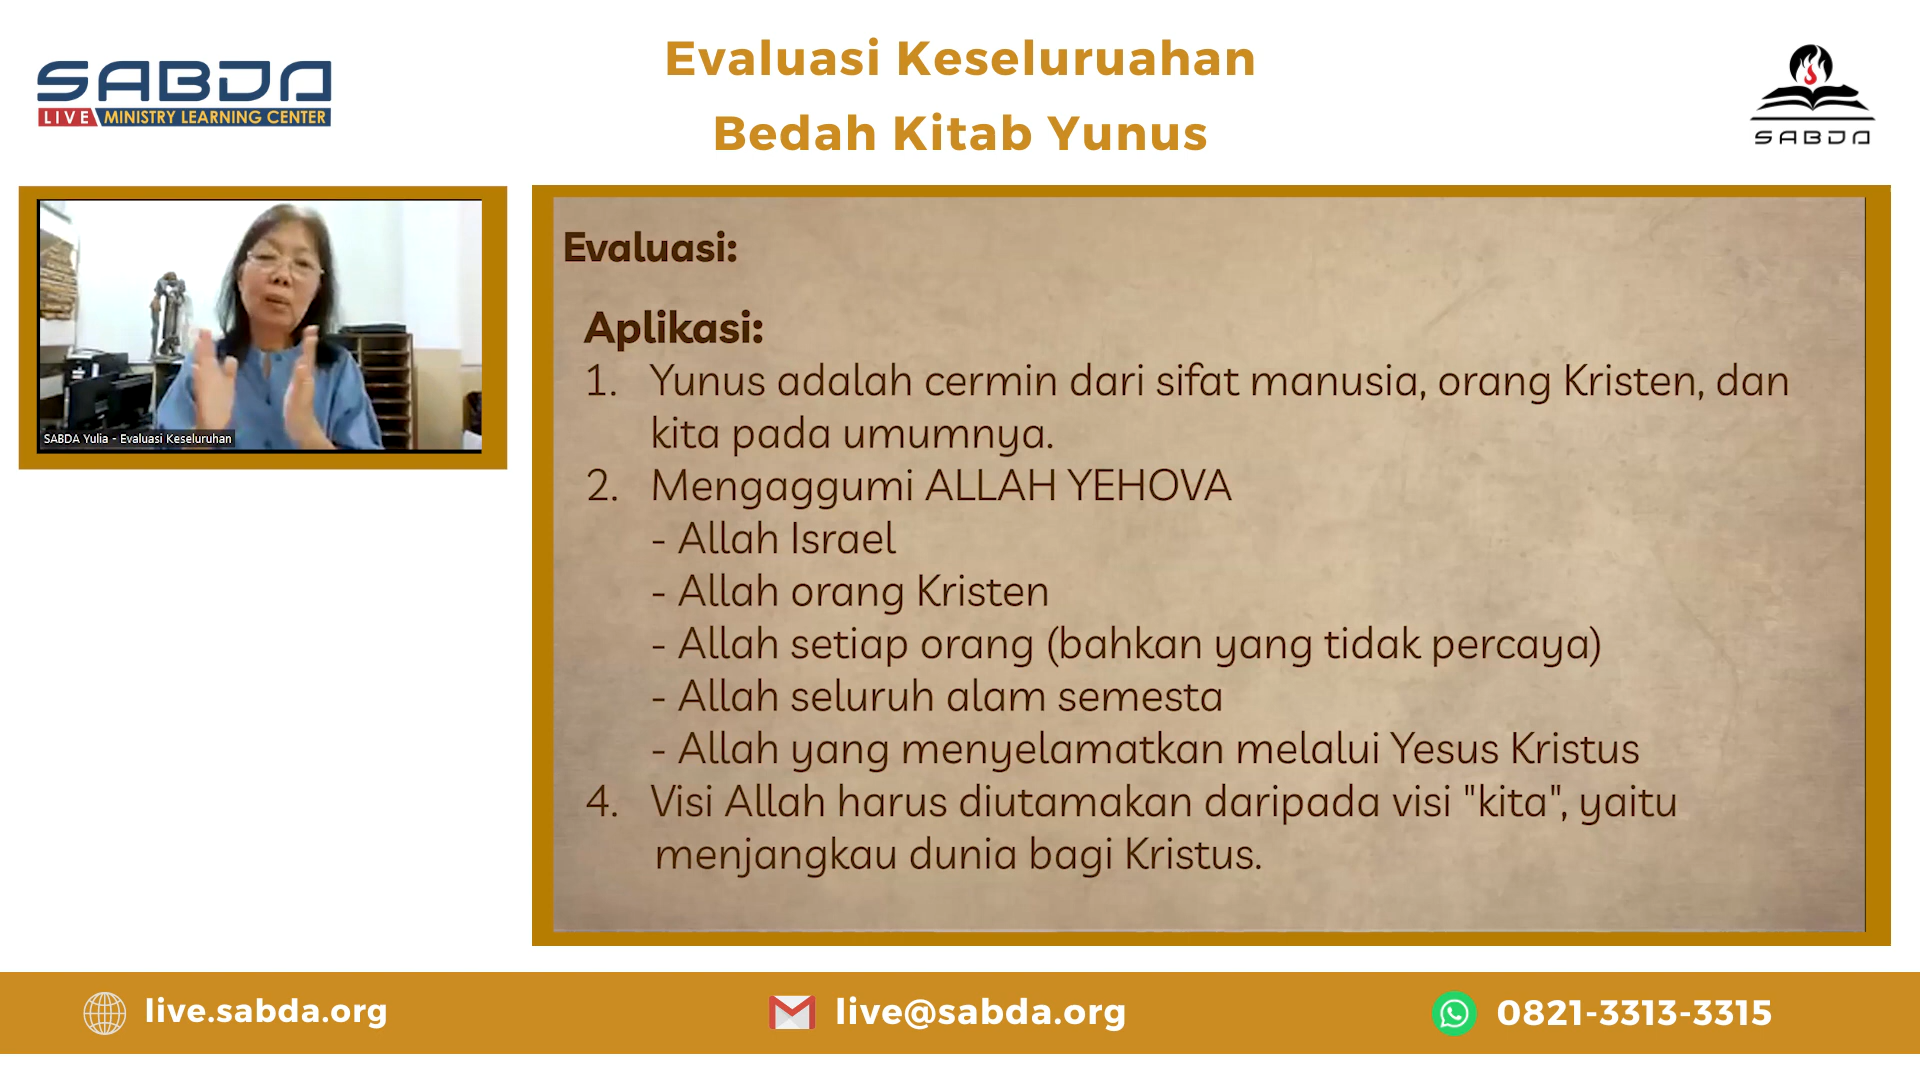 SABDA
LIVE MINISTRY LEARNING CENTER
Evaluasi Keseluruahan
Bedah Kitab Yunus
SABDA
SABDA Yulia - Evaluasi Keseluruhan
Evaluasi:
Aplikasi:
1. Yunus adalah cermin dari sifat manusia, orang Kristen, dan
kita pada umumnya.
2. Mengaggumi ALLAH YEHOVA
- Allah Israel
- Allah orang Kristen
- Allah setiap orang (bahkan yang tidak percaya)
- Allah seluruh alam semesta
- Allah yang menyelamatkan melalui Yesus Kristus
4. Visi Allah harus diutamakan daripada visi "kita", yaitu
menjangkau dunia bagi Kristus.
live.sabda.org
live@sabda.org
0821-3313-3315